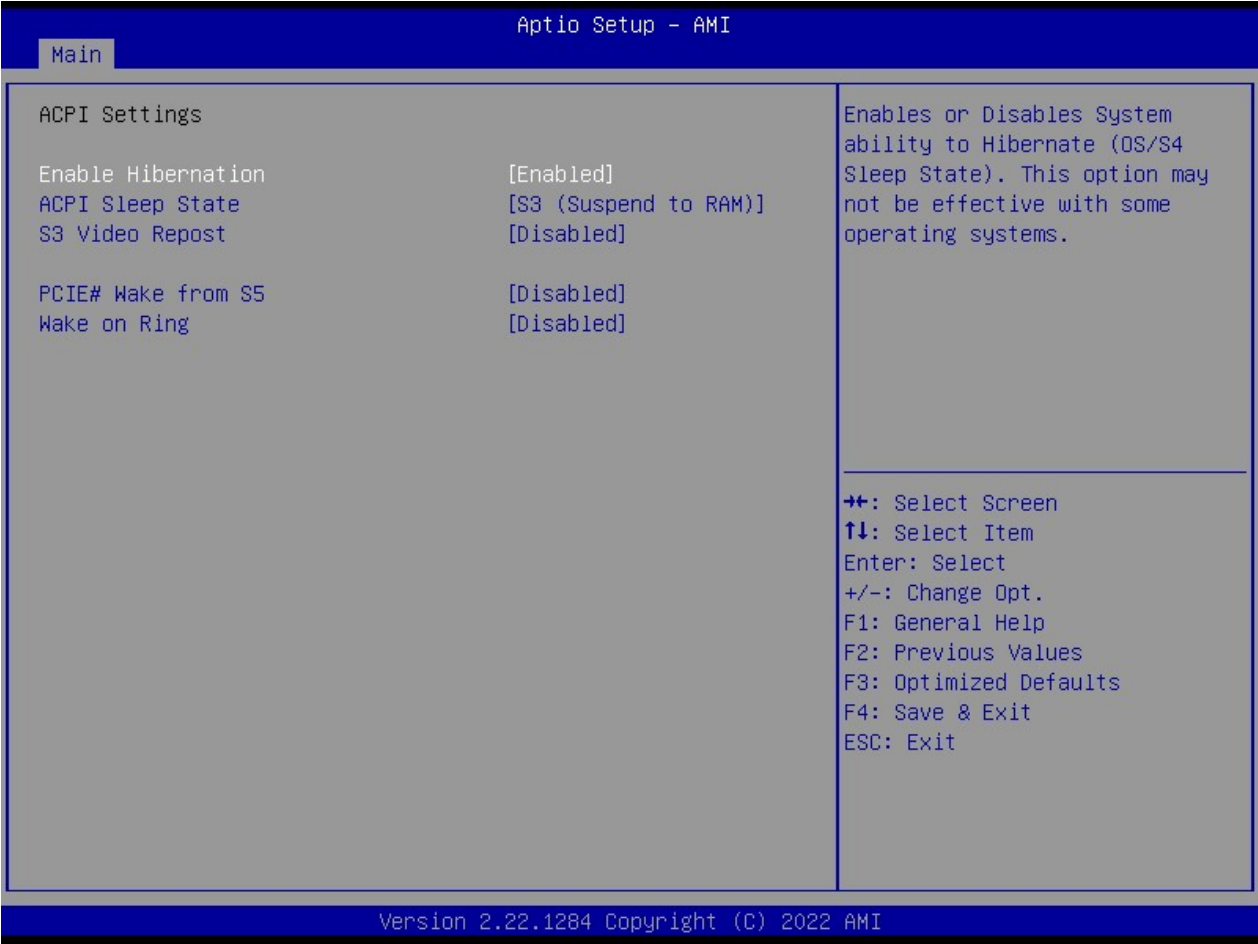 Aptio Setup – AMI
Main
ACPI Settings
Enable Hibernation [Enabled]
ACPI Sleep State [S3 (Suspend to RAM)]
S3 Video Repost [Disabled]
PCIE# Wake from S5 [Disabled]
Wake on Ring [Disabled]
Enables or Disables System
ability to Hibernate (OS/S4
Sleep State). This option may
not be effective with some
operating systems.
→←: Select Screen
↑↓: Select Item
Enter: Select
+/-: Change Opt.
F1: General Help
F2: Previous Values
F3: Optimized Defaults
F4: Save & Exit
ESC: Exit
Version 2.22.1284 Copyright (C) 2022 AMI